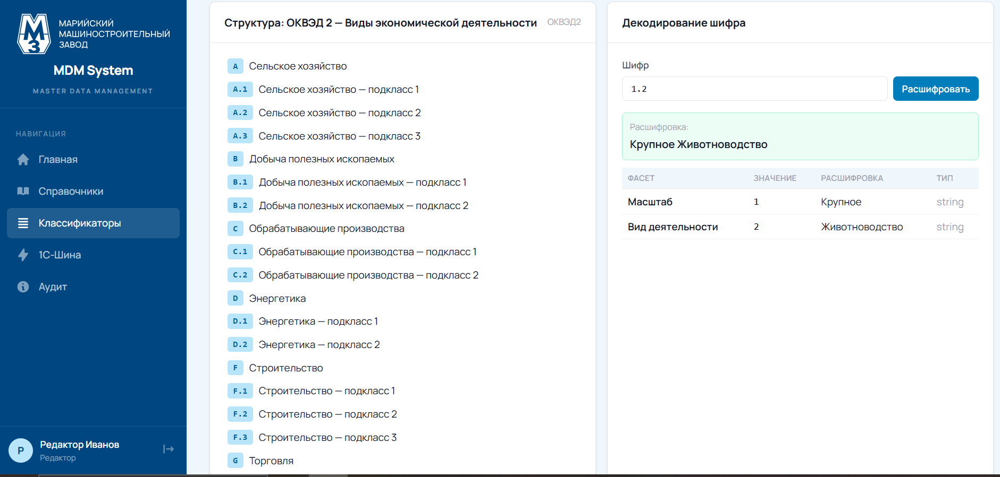 М
З
МАРИЙСКИЙ
МАШИНОСТРОИТЕЛЬНЫЙ
ЗАВОД
MDM System
MASTER DATA MANAGEMENT
НАВИГАЦИЯ
Главная
Справочники
Классификаторы
1С-Шина
Аудит
Р
Редактор Иванов
Редактор
Структура: ОКВЭД 2 — Виды экономической деятельности ОКВЭД2
A Сельское хозяйство
A.1 Сельское хозяйство — подкласс 1
A.2 Сельское хозяйство — подкласс 2
A.3 Сельское хозяйство — подкласс 3
B Добыча полезных ископаемых
B.1 Добыча полезных ископаемых — подкласс 1
B.2 Добыча полезных ископаемых — подкласс 2
C Обрабатывающие производства
C.1 Обрабатывающие производства — подкласс 1
C.2 Обрабатывающие производства — подкласс 2
D Энергетика
D.1 Энергетика — подкласс 1
D.2 Энергетика — подкласс 2
F Строительство
F.1 Строительство — подкласс 1
F.2 Строительство — подкласс 2
F.3 Строительство — подкласс 3
G Торговля
Декодирование шифра
Шифр
1.2 Расшифровать
Расшифровка:
Крупное Животноводство
ФАСЕТ ЗНАЧЕНИЕ РАСШИФРОВКА ТИП
Масштаб 1 Крупное string
Вид деятельности 2 Животноводство string